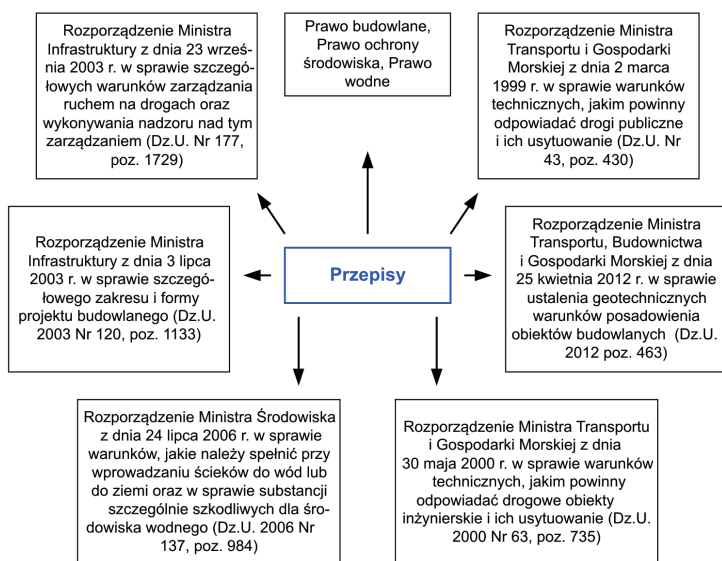 Rozporządzenie Ministra
Infrastruktury z dnia 23 wrześ-
nia 2003 r. w sprawie szczegó-
łowych warunków zarządzania
ruchem na drogach oraz
wykonywania nadzoru nad tym
zarządzaniem (Dz.U. Nr 177,
poz. 1729)
Prawo budowlane,
Prawo ochrony
środowiska, Prawo
wodne
Rozporządzenie Ministra
Transportu i Gospodarki
Morskiej z dnia 2 marca
1999 r. w sprawie warunków
technicznych, jakim powinny
odpowiadać drogi publiczne
i ich usytuowanie (Dz.U. Nr
43, poz. 430)
Rozporządzenie Ministra
Infrastruktury z dnia 3 lipca
2003 r. w sprawie szczegó-
łowego zakresu i formy
projektu budowlanego (Dz.U.
2003 Nr 120, poz. 1133)
Przepisy
Rozporządzenie Ministra
Transportu, Budownictwa
i Gospodarki Morskiej z dnia
25 kwietnia 2012 r. w sprawie
ustalenia geotechnicznych
warunków posadowienia
obiektów budowlanych (Dz.U.
2012 poz. 463)
Rozporządzenie Ministra Środowiska
z dnia 24 lipca 2006 r. w sprawie
warunków, jakie należy spełnić przy
wprowadzaniu ścieków do wód lub
do ziemi oraz w sprawie substancji
szczególnie szkodliwych dla śro-
dowiska wodnego (Dz.U. 2006 Nr
137, poz. 984)
Rozporządzenie Ministra Transportu
i Gospodarki Morskiej z dnia
30 maja 2000 r. w sprawie warunków
technicznych, jakim powinny
odpowiadać drogowe obiekty
inżynierskie i ich usytuowanie (Dz.U.
2000 Nr 63, poz. 735)